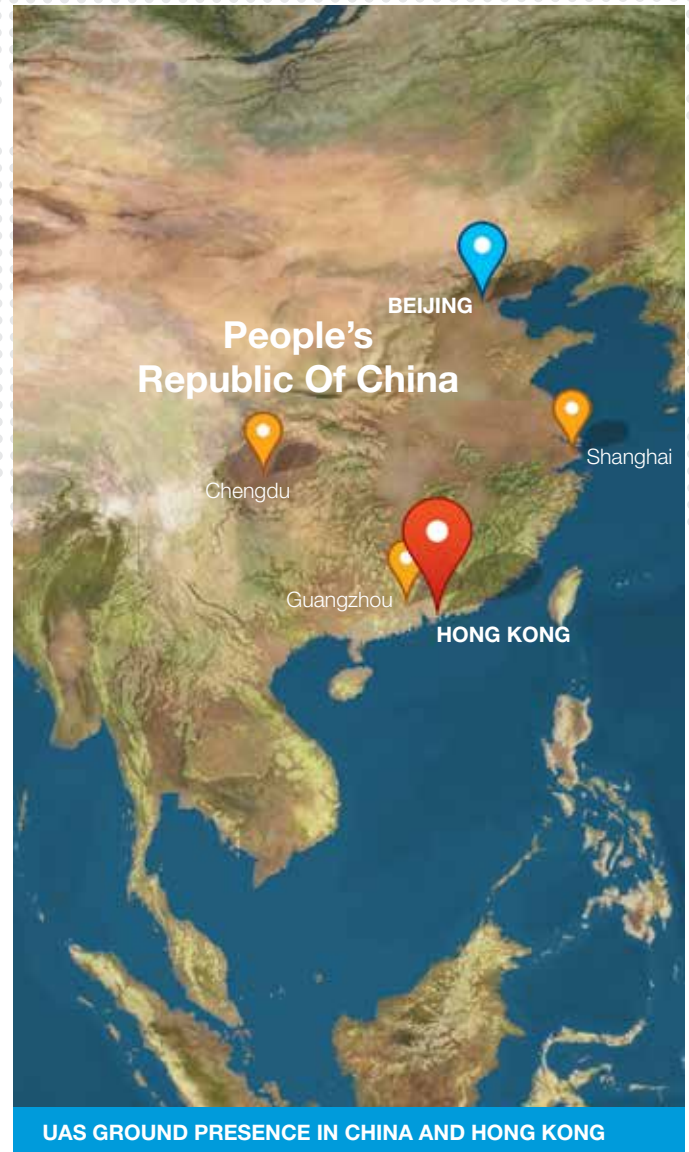 BEIJING
People’s
Republic Of China
Shanghai
Chengdu
Guangzhou
HONG KONG
UAS GROUND PRESENCE IN CHINA AND HONG KONG